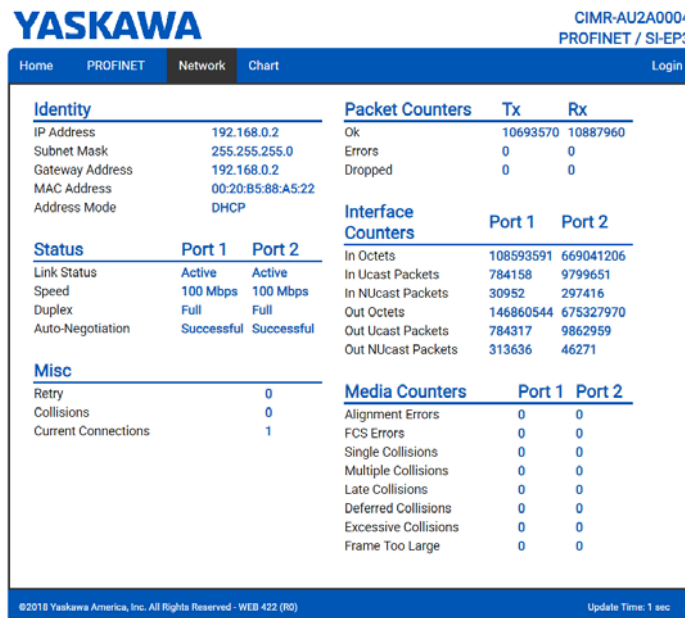 YASKAWA
CIMR-AU2A0004
PROFINET / SI-EP3
Home PROFINET Network Chart Login
Identity
IP Address 192.168.0.2
Subnet Mask 255.255.255.0
Gateway Address 192.168.0.2
MAC Address 00:20:B5:88:A5:22
Address Mode DHCP
Status Port 1 Port 2
Link Status Active Active
Speed 100 Mbps 100 Mbps
Duplex Full Full
Auto-Negotiation Successful Successful
Misc
Retry 0
Collisions 0
Current Connections 1
Packet Counters Tx Rx
Ok 10693570 10887960
Errors 0 0
Dropped 0 0
Interface
Counters Port 1 Port 2
In Octets 108593591 669041206
In Ucast Packets 784158 9799651
In NUcast Packets 30952 297416
Out Octets 146860544 675327970
Out Ucast Packets 784317 9862959
Out NUcast Packets 313636 46271
Media Counters Port 1 Port 2
Alignment Errors 0 0
FCS Errors 0 0
Single Collisions 0 0
Multiple Collisions 0 0
Late Collisions 0 0
Deferred Collisions 0 0
Excessive Collisions 0 0
Frame Too Large 0 0
©2018 Yaskawa America, Inc. All Rights Reserved - WEB 422 (R0) Update Time: 1 sec